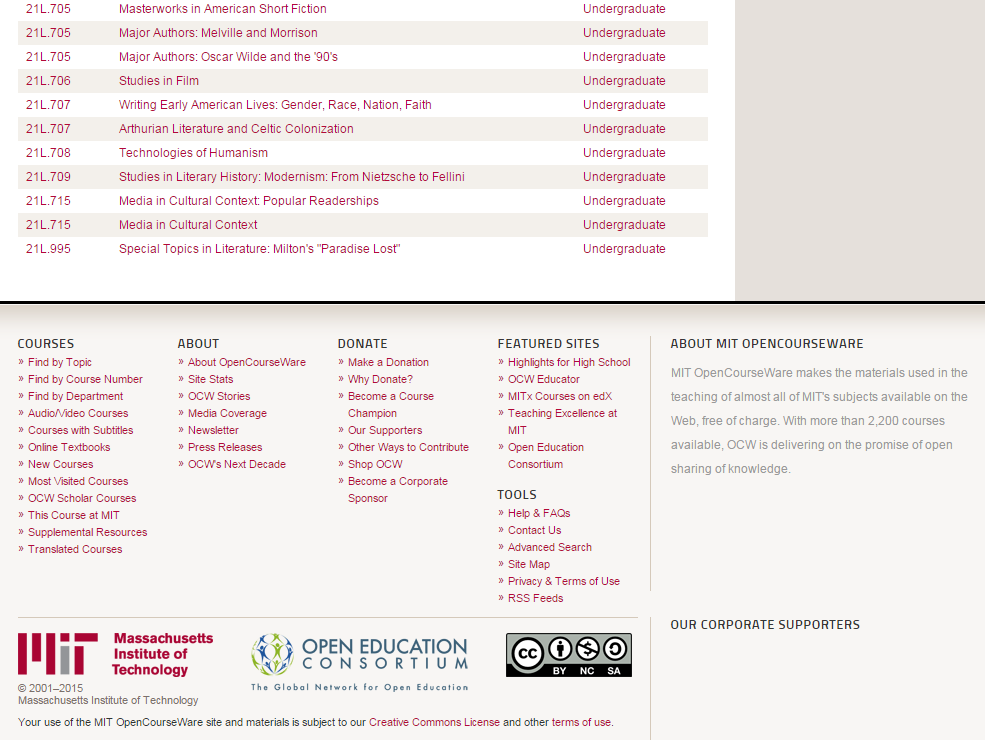 21L.705 Masterworks in American Short Fiction Undergraduate
21L.705 Major Authors: Melville and Morrison Undergraduate
21L.705 Major Authors: Oscar Wilde and the '90's Undergraduate
21L.706 Studies in Film Undergraduate
21L.707 Writing Early American Lives: Gender, Race, Nation, Faith Undergraduate
21L.707 Arthurian Literature and Celtic Colonization Undergraduate
21L.708 Technologies of Humanism Undergraduate
21L.709 Studies in Literary History: Modernism: From Nietzsche to Fellini Undergraduate
21L.715 Media in Cultural Context: Popular Readerships Undergraduate
21L.715 Media in Cultural Context Undergraduate
21L.995 Special Topics in Literature: Milton's "Paradise Lost" Undergraduate
COURSES
» Find by Topic
» Find by Course Number
» Find by Department
» Audio/Video Courses
» Courses with Subtitles
» Online Textbooks
» New Courses
» Most Visited Courses
» OCW Scholar Courses
» This Course at MIT
» Supplemental Resources
» Translated Courses
ABOUT
» About OpenCourseWare
» Site Stats
» OCW Stories
» Media Coverage
» Newsletter
» Press Releases
» OCW's Next Decade
DONATE
» Make a Donation
» Why Donate?
» Become a Course
Champion
» Our Supporters
» Other Ways to Contribute
» Shop OCW
» Become a Corporate
Sponsor
FEATURED SITES
» Highlights for High School
» OCW Educator
» MITx Courses on edX
» Teaching Excellence at
MIT
» Open Education
Consortium
TOOLS
» Help & FAQs
» Contact Us
» Advanced Search
» Site Map
» Privacy & Terms of Use
» RSS Feeds
ABOUT MIT OPENCOURSEWARE
MIT OpenCourseWare makes the materials used in the
teaching of almost all of MIT's subjects available on the
Web, free of charge. With more than 2,200 courses
available, OCW is delivering on the promise of open
sharing of knowledge.
MIT
Massachusetts
Institute of
Technology
© 2001–2015
Massachusetts Institute of Technology
OPEN EDUCATION
CONSORTIUM
The Global Network for Open Education
cc
BY NC SA
OUR CORPORATE SUPPORTERS
Your use of the MIT OpenCourseWare site and materials is subject to our Creative Commons License and other terms of use.